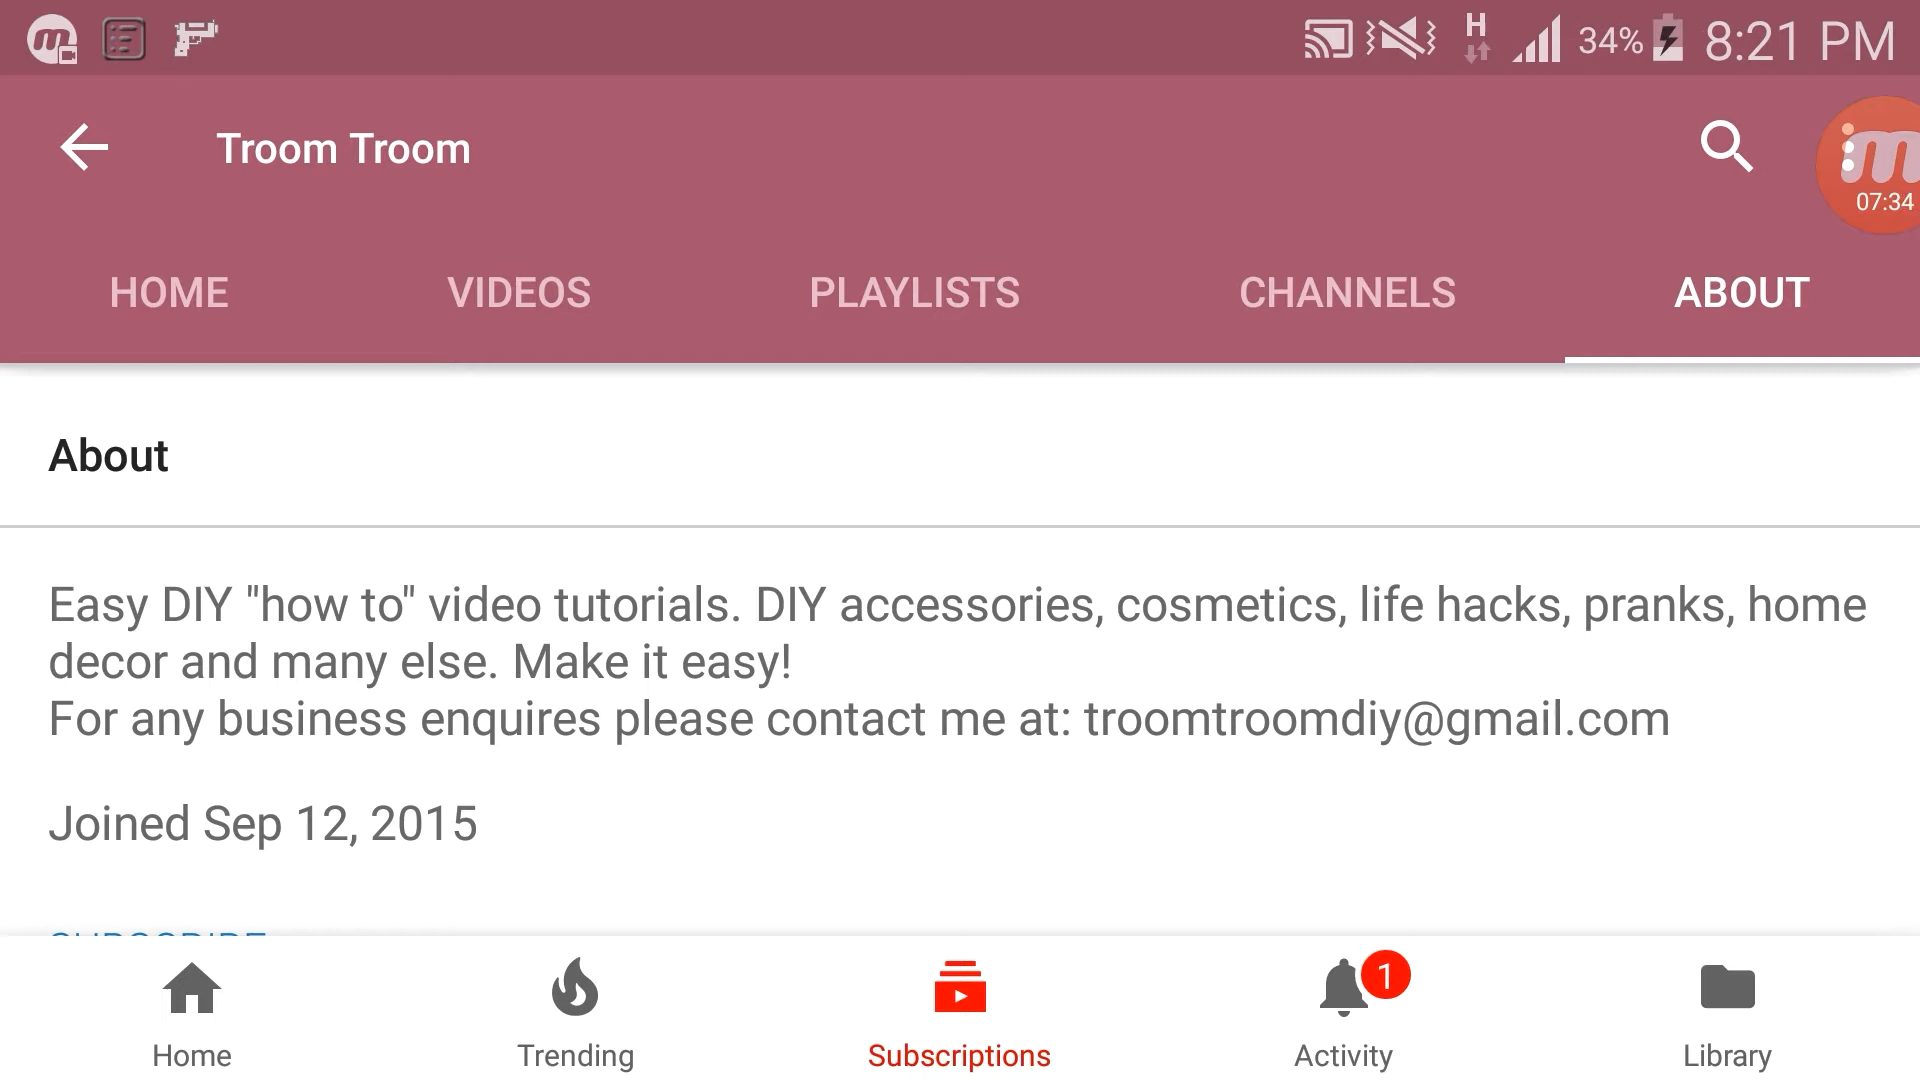 H 34% 8:21 PM
Troom Troom
m
07:34
HOME VIDEOS PLAYLISTS CHANNELS ABOUT
About
Easy DIY "how to" video tutorials. DIY accessories, cosmetics, life hacks, pranks, home
decor and many else. Make it easy!
For any business enquires please contact me at: troomtroomdiy@gmail.com
Joined Sep 12, 2015
SUBSCRIBE
1
Home Trending Subscriptions Activity Library